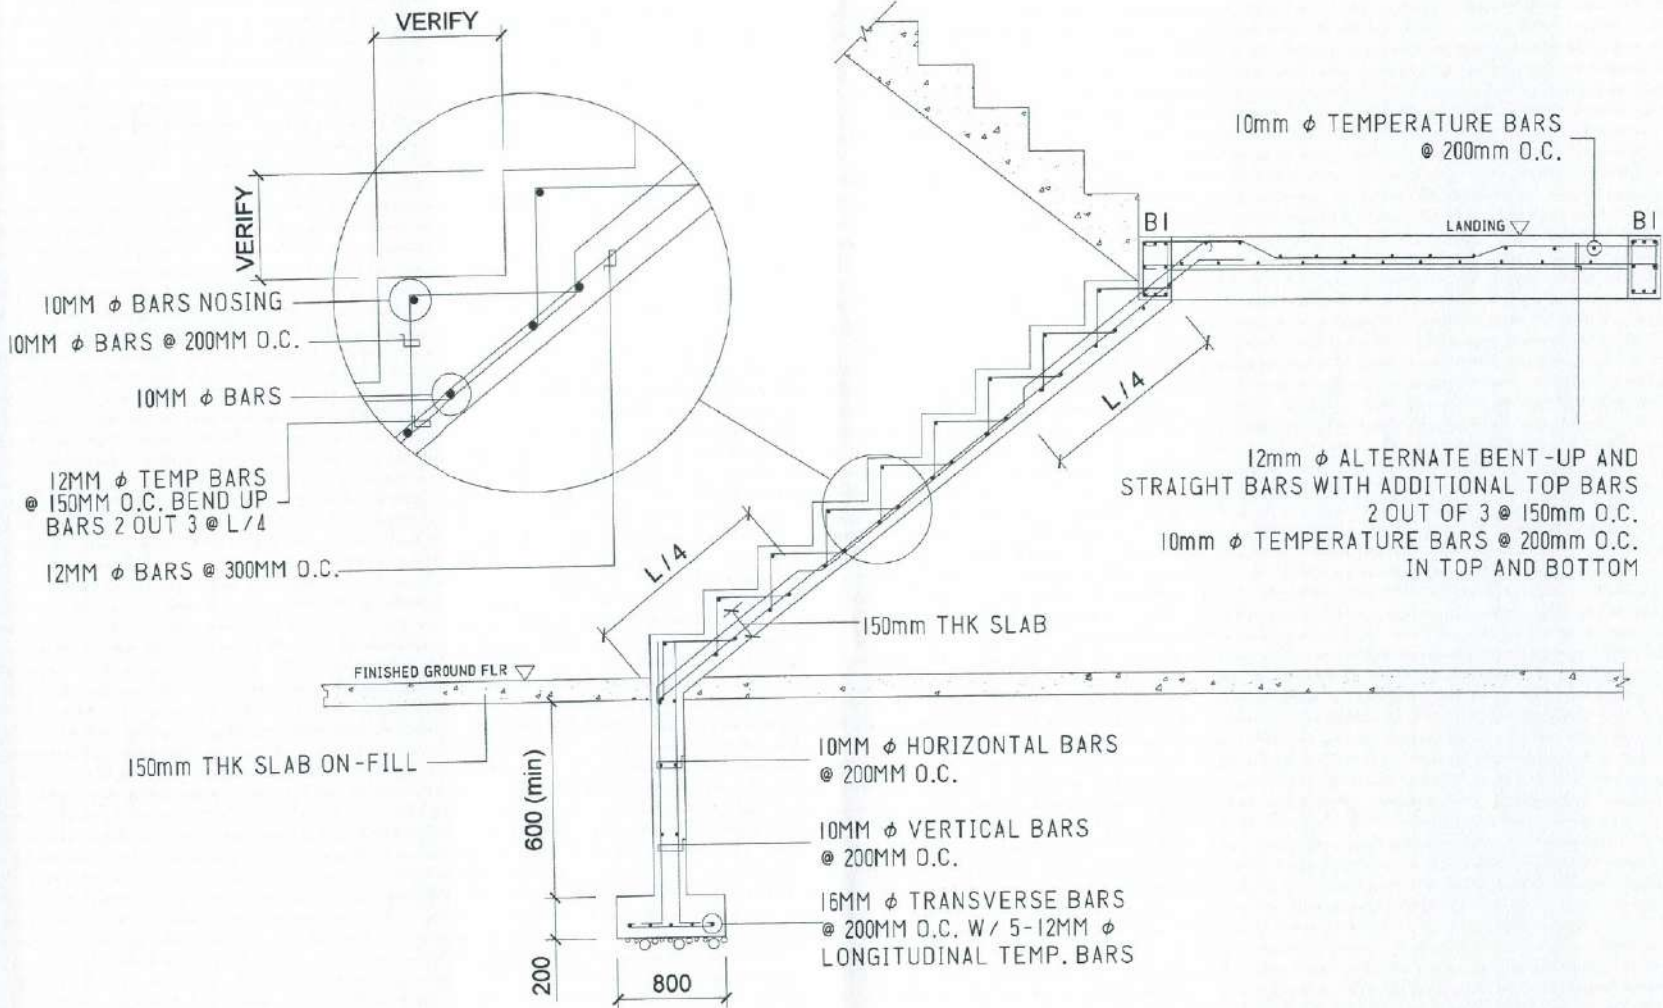 VERIFY
VERIFY
10MM ϕ BARS NOSING
10MM ϕ BARS @ 200MM O.C.
10MM ϕ BARS
12MM ϕ TEMP BARS
@ 150MM O.C. BEND UP
BARS 2 OUT 3 @ L/4
12MM ϕ BARS @ 300MM O.C.
10mm ϕ TEMPERATURE BARS
@ 200mm O.C.
B1
LANDING
B1
L/4
12mm ϕ ALTERNATE BENT-UP AND
STRAIGHT BARS WITH ADDITIONAL TOP BARS
2 OUT OF 3 @ 150mm O.C.
10mm ϕ TEMPERATURE BARS @ 200mm O.C.
IN TOP AND BOTTOM
L/4
150mm THK SLAB
FINISHED GROUND FLR
150mm THK SLAB ON-FILL
600 (min)
10MM ϕ HORIZONTAL BARS
@ 200MM O.C.
10MM ϕ VERTICAL BARS
@ 200MM O.C.
16MM ϕ TRANSVERSE BARS
@ 200MM O.C. W/ 5-12MM ϕ
LONGITUDINAL TEMP. BARS
200
800